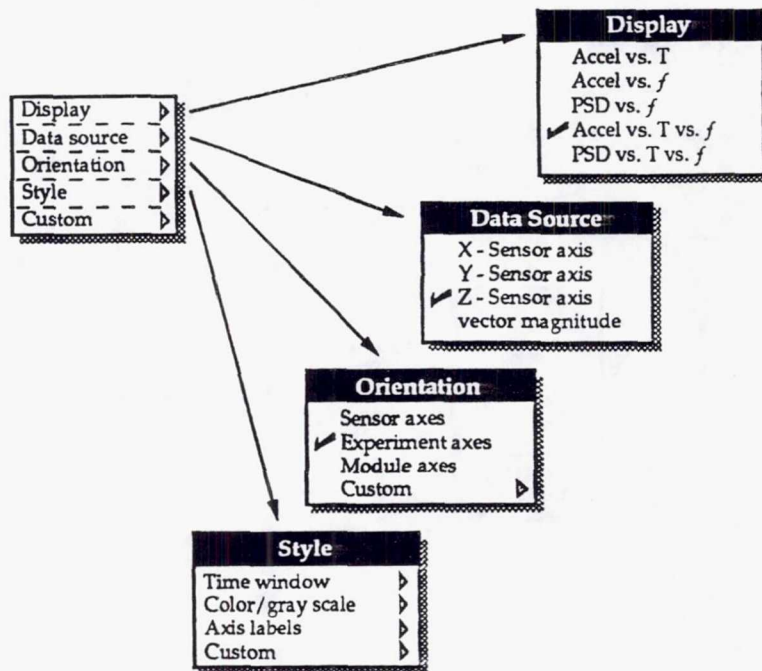 Display
Data source
Orientation
Style
Custom
Display
Accel vs. T
Accel vs. f
PSD vs. f
Accel vs. T vs. f
PSD vs. T vs. f
Data Source
X - Sensor axis
Y - Sensor axis
Z - Sensor axis
vector magnitude
Orientation
Sensor axes
Experiment axes
Module axes
Custom
Style
Time window
Color/gray scale
Axis labels
Custom